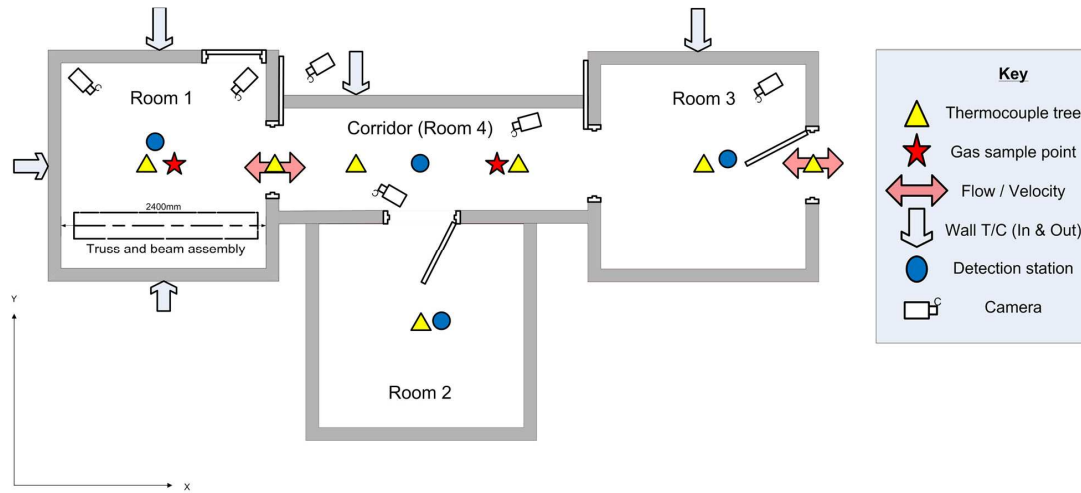 Room 1
Corridor (Room 4)
Room 3
2400mm
Truss and beam assembly
Room 2
Y
X
Key
Thermocouple tree
Gas sample point
Flow / Velocity
Wall T/C (In & Out)
Detection station
Camera